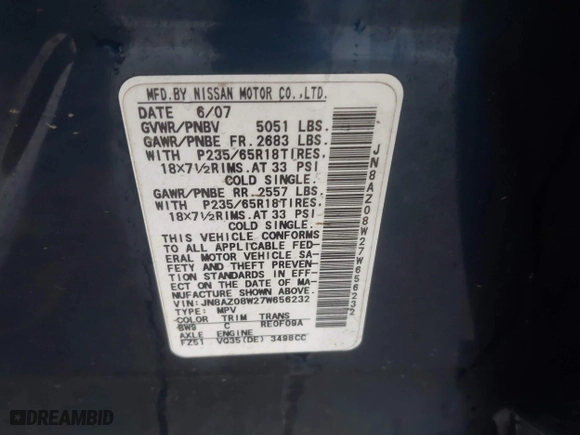 MFD.BY NISSAN MOTOR CO.,LTD.
DATE 6/07
GVWR/PNBV 5051 LBS.
GAWR/PNBE FR. 2683 LBS.
WITH P235/65R18TIRES,
18X7½RIMS.AT 33 PSI
COLD SINGLE.
GAWR/PNBE RR. 2557 LBS.
WITH P235/65R18TIRES,
18X7½RIMS.AT 33 PSI
COLD SINGLE.
THIS VEHICLE CONFORMS
TO ALL APPLICABLE FED-
ERAL MOTOR VEHICLE SA-
FETY AND THEFT PREVEN-
TION STANDARDS IN EFF-
ECT ON THE DATE OF MA-
NUFACTURE SHOWN ABOVE.
VIN: JN8AZ08W27W656232
TYPE: MPV
COLOR TRIM TRANS
BW9 C RE0F09A
AXLE ENGINE
FZ51 VQ35(DE) 3498CC
JN8AZ08W27W656232
DREAMBID